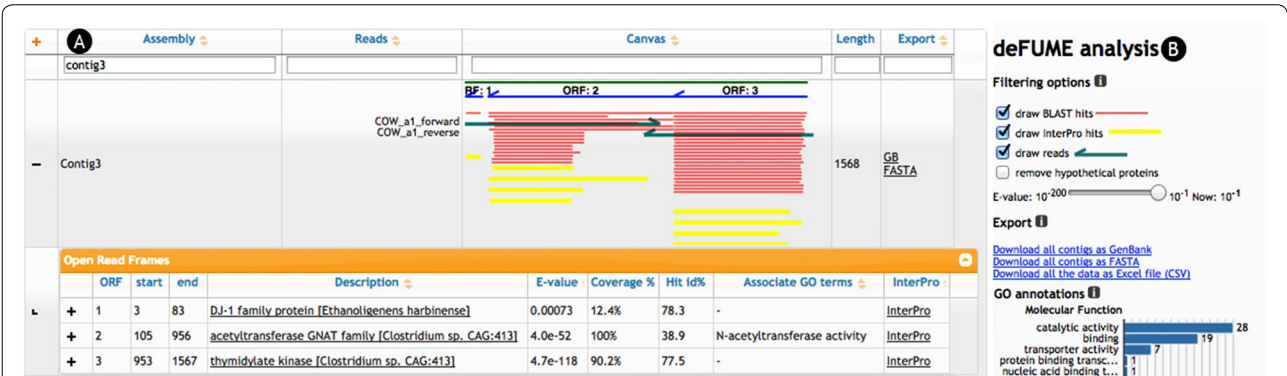 A Assembly Reads Canvas Length Export
contig3
RF: 1 ORF: 2 ORF: 3
COW_a1_forward
COW_a1_reverse
Contig3 1568 GB
FASTA
Open Read Frames
ORF start end Description E-value Coverage % Hit id% Associate GO terms InterPro
1 3 83 DJ-1 family protein [Ethanoligenens harbinense] 0.00073 12.4% 78.3 - InterPro
2 105 956 acetyltransferase GNAT family [Clostridium sp. CAG:413] 4.0e-52 100% 38.9 N-acetyltransferase activity InterPro
3 953 1567 thymidylate kinase [Clostridium sp. CAG:413] 4.7e-118 90.2% 77.5 - InterPro
deFUME analysis B
Filtering options i
draw BLAST hits
draw InterPro hits
draw reads
remove hypothetical proteins
E-value: 10-200 10-1 Now: 10-1
Export i
Download all contigs as GenBank
Download all contigs as FASTA
Download all the data as Excel file (CSV)
GO annotations i
Molecular Function
catalytic activity 28
binding 19
transporter activity 7
protein binding transc... 1
nucleic acid binding t... 1